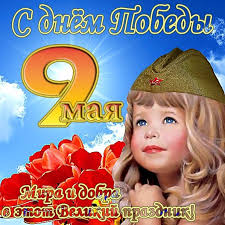 С днём Победы,
9
мая
Мира и добра
в этот Великий праздник!